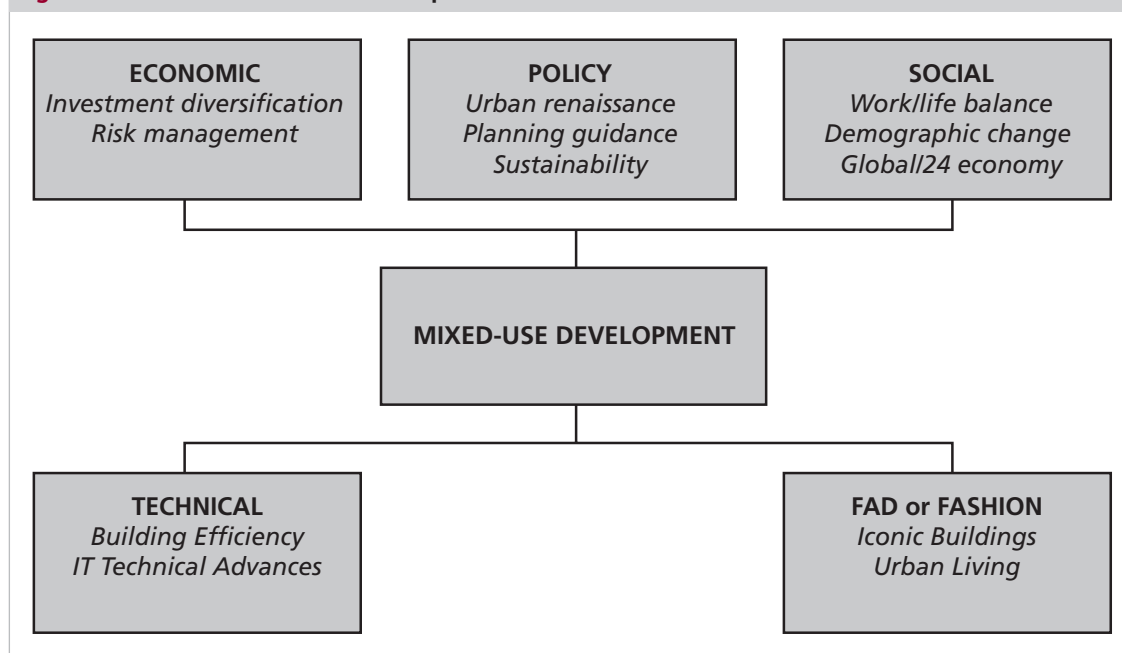 ECONOMIC
Investment diversification
Risk management
POLICY
Urban renaissance
Planning guidance
Sustainability
SOCIAL
Work/life balance
Demographic change
Global/24 economy
MIXED-USE DEVELOPMENT
TECHNICAL
Building Efficiency
IT Technical Advances
FAD or FASHION
Iconic Buildings
Urban Living